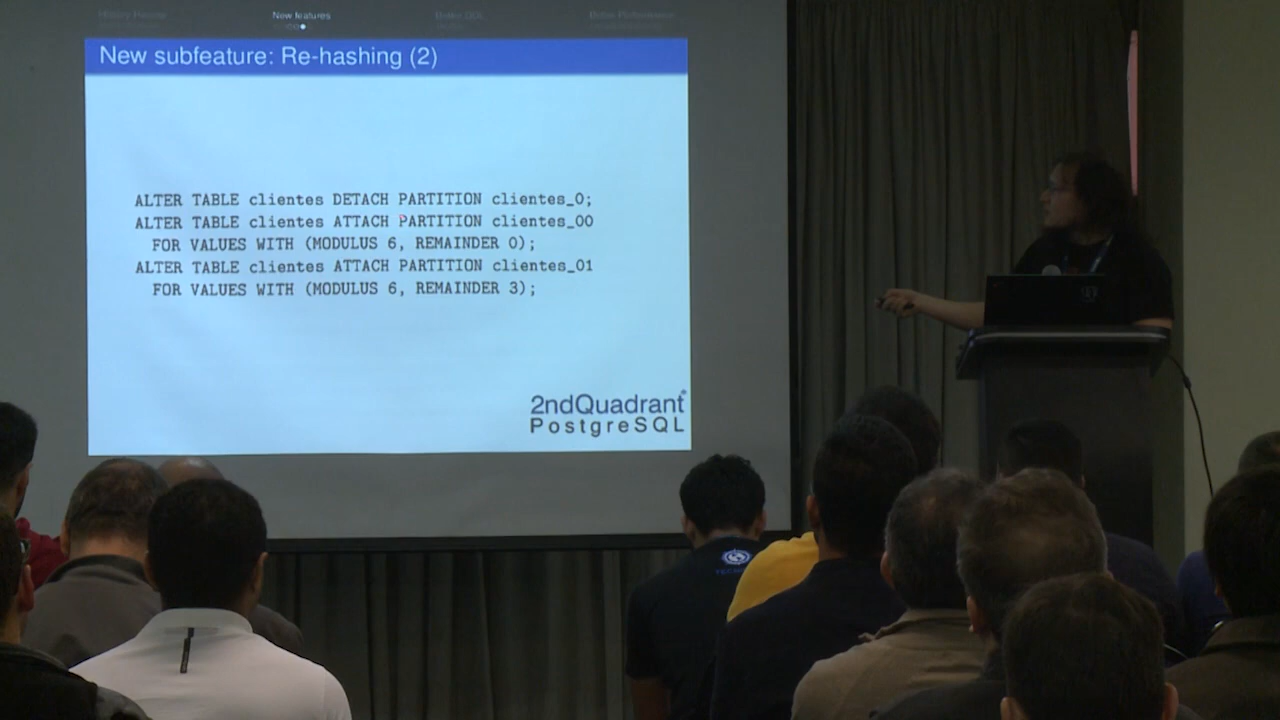 New features
New subfeature: Re-hashing (2)
ALTER TABLE clientes DETACH PARTITION clientes_0;
ALTER TABLE clientes ATTACH PARTITION clientes_00
FOR VALUES WITH (MODULUS 6, REMAINDER 0);
ALTER TABLE clientes ATTACH PARTITION clientes_01
FOR VALUES WITH (MODULUS 6, REMAINDER 3);
2ndQuadrant
PostgreSQL